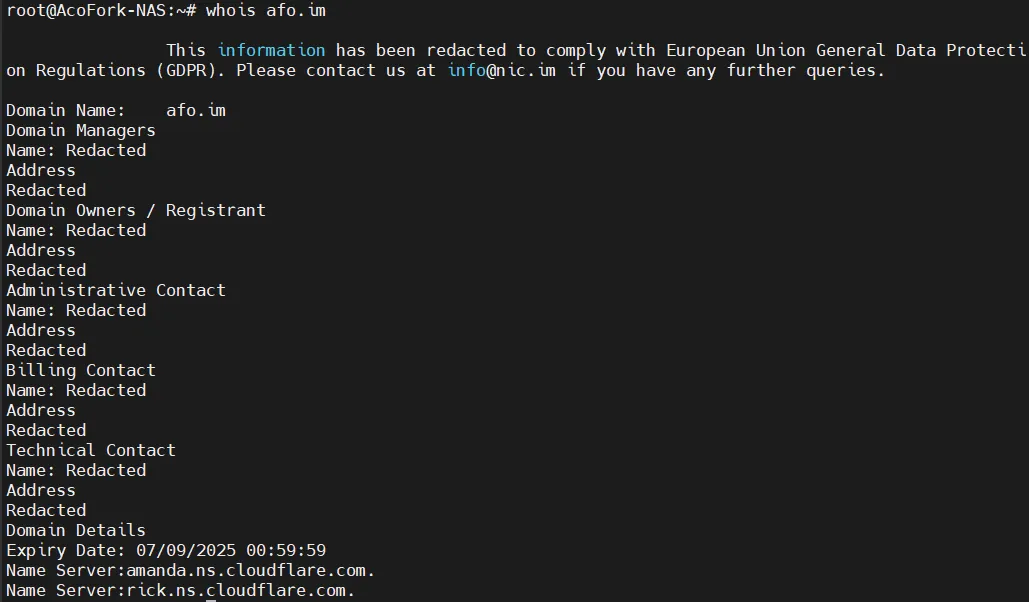 root@AcoFork-NAS:~# whois afo.im
This information has been redacted to comply with European Union General Data Protecti
on Regulations (GDPR). Please contact us at info@nic.im if you have any further queries.
Domain Name:    afo.im
Domain Managers
Name: Redacted
Address
Redacted
Domain Owners / Registrant
Name: Redacted
Address
Redacted
Administrative Contact
Name: Redacted
Address
Redacted
Billing Contact
Name: Redacted
Address
Redacted
Technical Contact
Name: Redacted
Address
Redacted
Domain Details
Expiry Date: 07/09/2025 00:59:59
Name Server:amanda.ns.cloudflare.com.
Name Server:rick.ns.cloudflare.com.